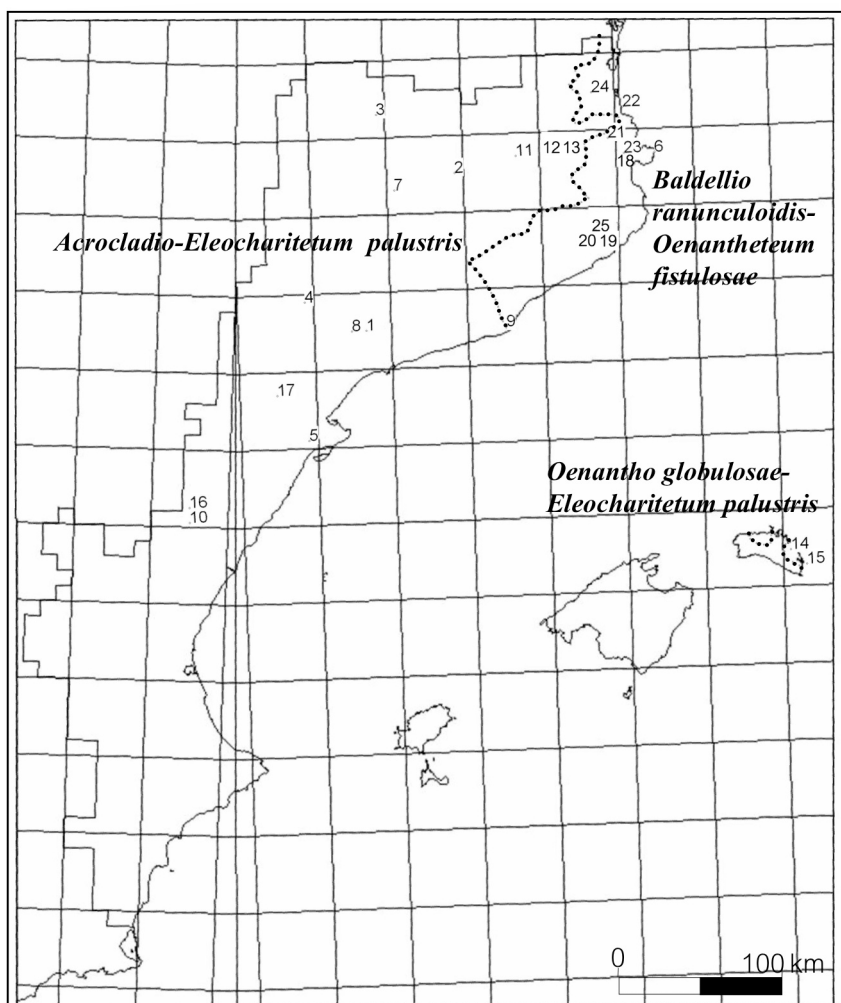 24
22
3
21
11 12 13 23 6
2 18
7
Baldellio
ranunculoidis-
Oenantheteum
fistulosae
25
Acrocladio-Eleocharitetum palustris
20 19
4
9
8 1
17
5
Oenantho globulosae-
Eleocharitetum palustris
16
10
14
15
0 100 km